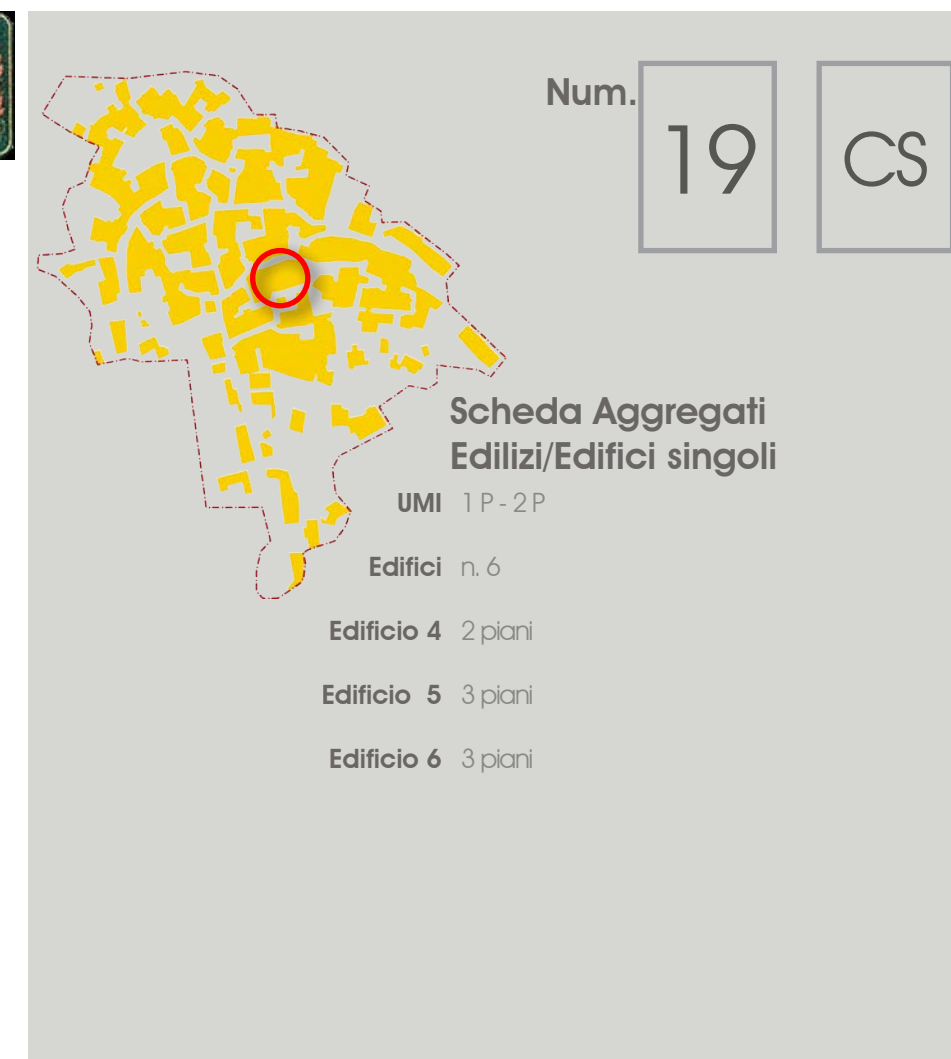 Num.
19
CS
Scheda Aggregati
Edilizi/Edifici singoli
UMI 1 P - 2 P
Edifici n. 6
Edificio 4 2 piani
Edificio 5 3 piani
Edificio 6 3 piani